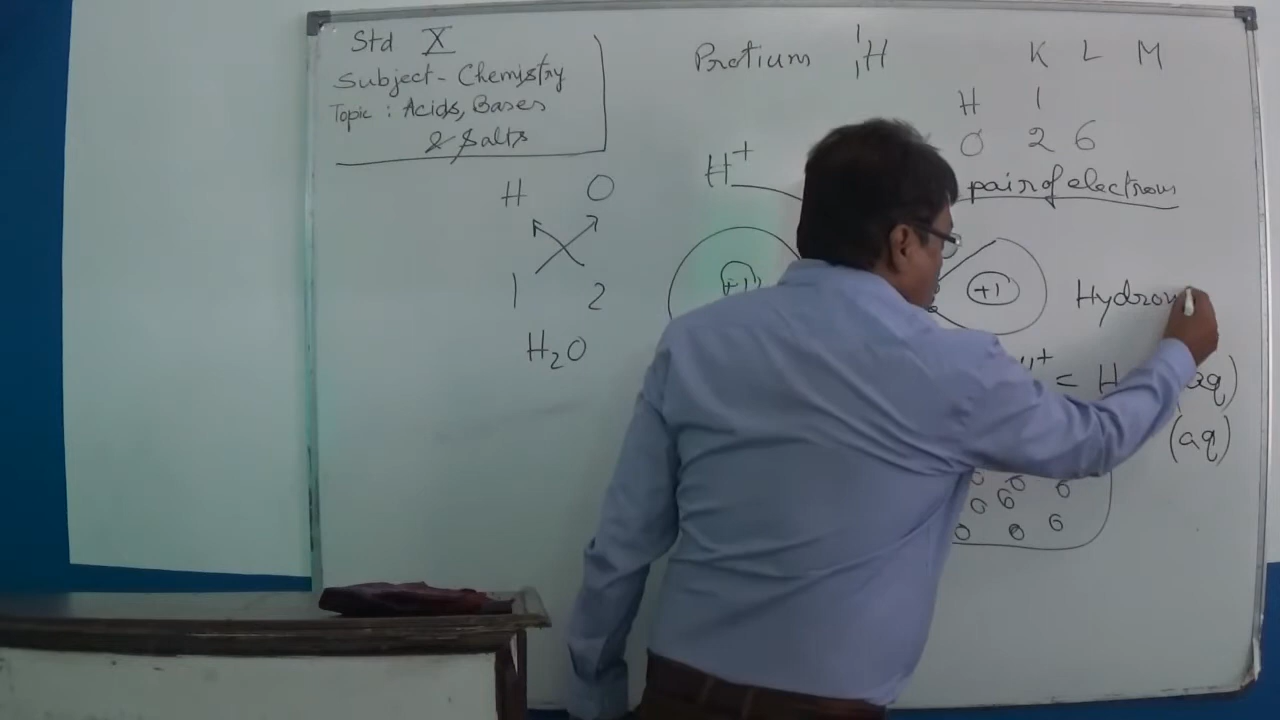 Std X
Subject - Chemistry
Topic : Acids, Bases
& Salts
H O
1 2
H₂O
Protium ¹₁H
K L M
H 1
O 2 6
H⁺
pair of electrons
+1
+1
Hydron
H⁺ = H (aq)
(aq)